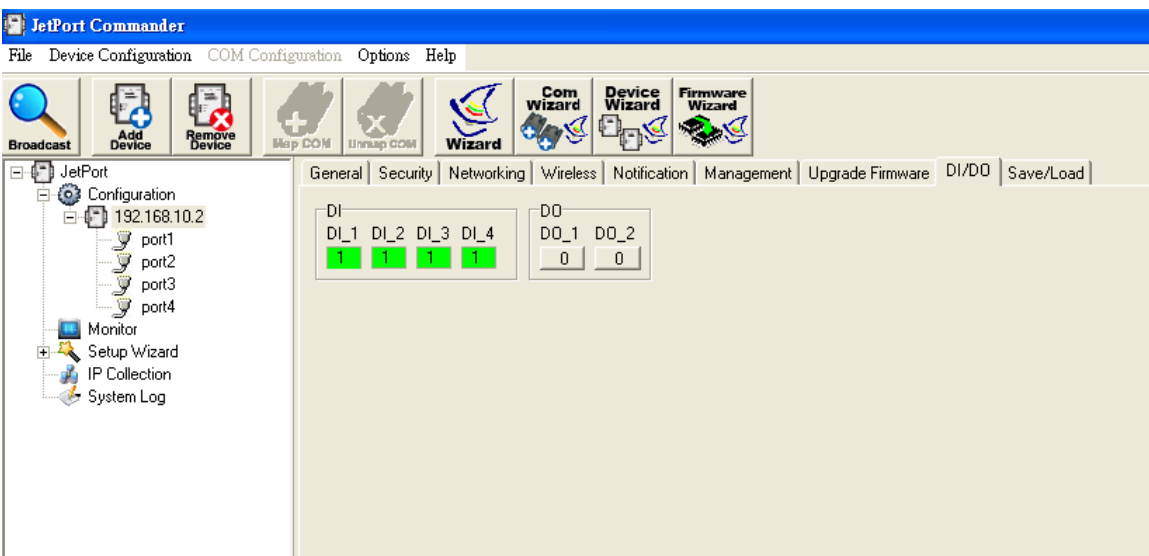 JetPort Commander
File Device Configuration COM Configuration Options Help
Broadcast
Add Device
Remove Device
Map COM
Unmap COM
Wizard
Com Wizard
Device Wizard
Firmware Wizard
JetPort
Configuration
192.168.10.2
port1
port2
port3
port4
Monitor
Setup Wizard
IP Collection
System Log
General Security Networking Wireless Notification Management Upgrade Firmware DI/DO Save/Load
DI
DI_1 DI_2 DI_3 DI_4
1 1 1 1
DO
DO_1 DO_2
0 0